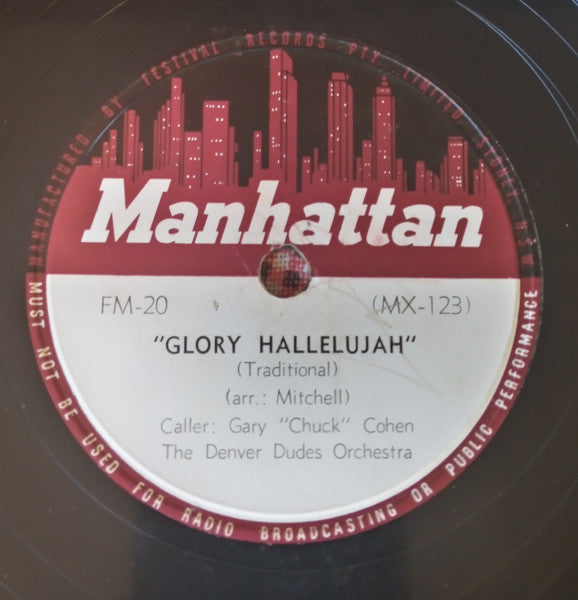 MANUFACTURED BY FESTIVAL RECORDS PTY. LIMITED, SYDNEY, NSW
Manhattan
FM-20
(MX-123)
"GLORY HALLELUJAH"
(Traditional)
(arr.: Mitchell)
Caller: Gary "Chuck" Cohen
The Denver Dudes Orchestra
MUST NOT BE USED FOR RADIO BROADCASTING OR PUBLIC PERFORMANCE